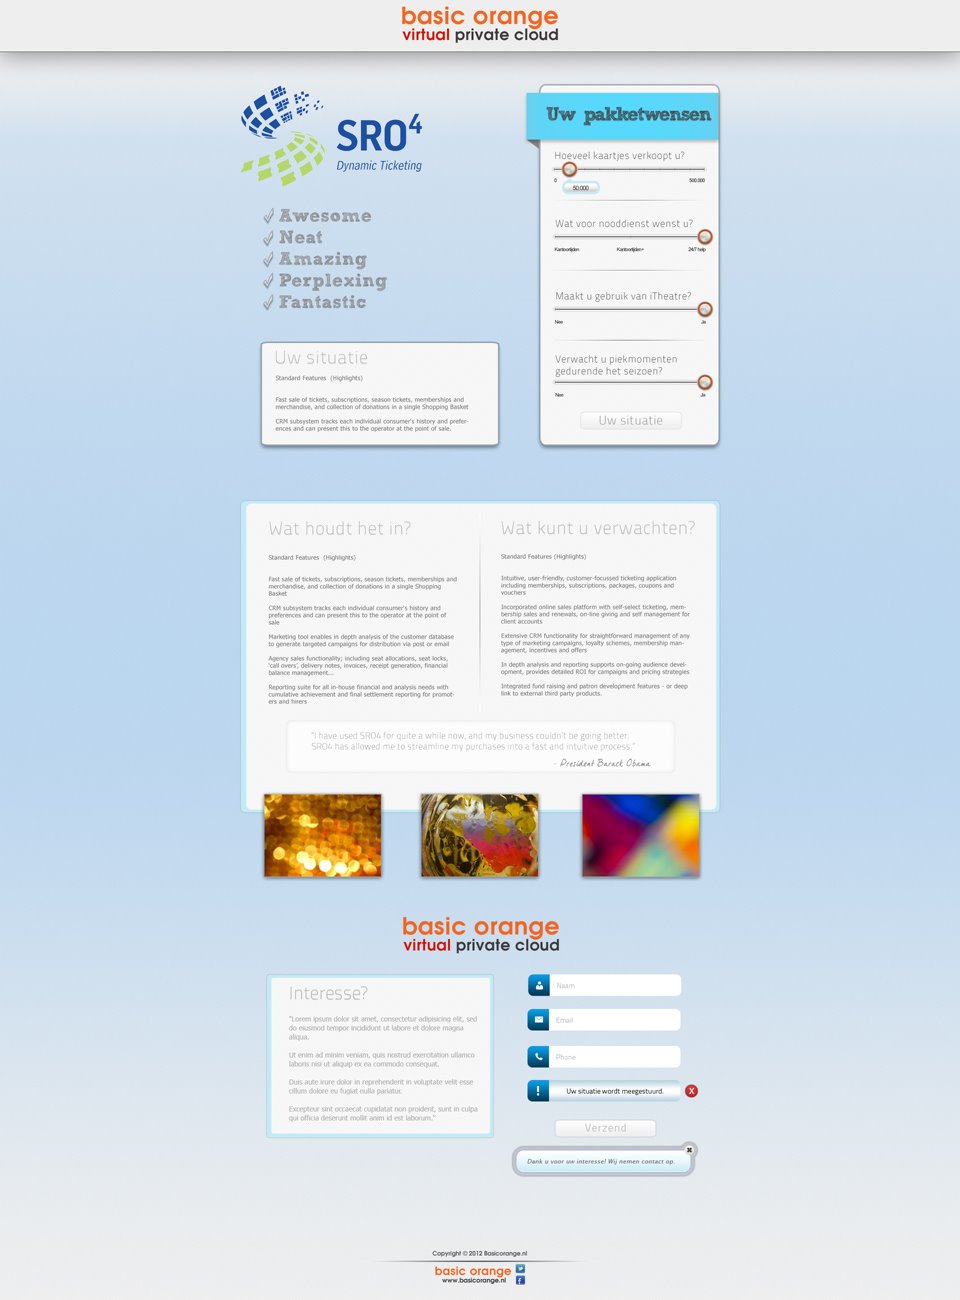 basic orange
virtual private cloud
SRO4
Dynamic Ticketing
Awesome
Neat
Amazing
Perplexing
Fantastic
Uw situatie
Standard Features (Highlights)
Fast sale of tickets, subscriptions, season tickets, memberships and
merchandise, and collection of donations in a single Shopping Basket
CRM subsystem tracks each individual consumer's history and prefer-
ences and can present this to the operator at the point of sale.
Uw pakketwensen
Hoeveel kaartjes verkoopt u?
0 500.000
50.000
Wat voor nooddienst wenst u?
Kantoortijden Kantoortijden+ 24/7 help
Maakt u gebruik van iTheatre?
Nee Ja
Verwacht u piekmomenten
gedurende het seizoen?
Nee Ja
Uw situatie
Wat houdt het in?
Standard Features (Highlights)
Fast sale of tickets, subscriptions, season tickets, memberships and
merchandise, and collection of donations in a single Shopping
Basket
CRM subsystem tracks each individual consumer's history and
preferences and can present this to the operator at the point of
sale
Marketing tool enables in depth analysis of the customer database
to generate targeted campaigns for distribution via post or email
Agency sales functionality; including seat allocations, seat locks,
'call overs', delivery notes, invoices, receipt generation, financial
balance management...
Reporting suite for all in-house financial and analysis needs with
cumulative achievement and final settlement reporting for promot-
ers and hirers
Wat kunt u verwachten?
Standard Features (Highlights)
Intuitive, user-friendly, customer-focussed ticketing application
including memberships, subscriptions, packages, coupons and
vouchers
Incorporated online sales platform with self-select ticketing, mem-
bership sales and renewals, on-line giving and self management for
client accounts
Extensive CRM functionality for straightforward management of any
type of marketing campaigns, loyalty schemes, membership man-
agement, incentives and offers
In depth analysis and reporting supports on-going audience devel-
opment, provides detailed ROI for campaigns and pricing strategies
Integrated fund raising and patron development features - or deep
link to external third party products.
"I have used SRO4 for quite a while now, and my business couldn't be going better.
SRO4 has allowed me to streamline my purchases into a fast and intuitive process."
- President Barack Obama
basic orange
virtual private cloud
Interesse?
"Lorem ipsum dolor sit amet, consectetur adipisicing elit, sed
do eiusmod tempor incididunt ut labore et dolore magna
aliqua.
Ut enim ad minim veniam, quis nostrud exercitation ullamco
laboris nisi ut aliquip ex ea commodo consequat.
Duis aute irure dolor in reprehenderit in voluptate velit esse
cillum dolore eu fugiat nulla pariatur.
Excepteur sint occaecat cupidatat non proident, sunt in culpa
qui officia deserunt mollit anim id est laborum."
Naam
Email
Phone
! Uw situatie wordt meegestuurd. X
Verzend
Dank u voor uw interesse! Wij nemen contact op.
Copyright © 2012 Basicorange.nl
basic orange
www.basicorange.nl